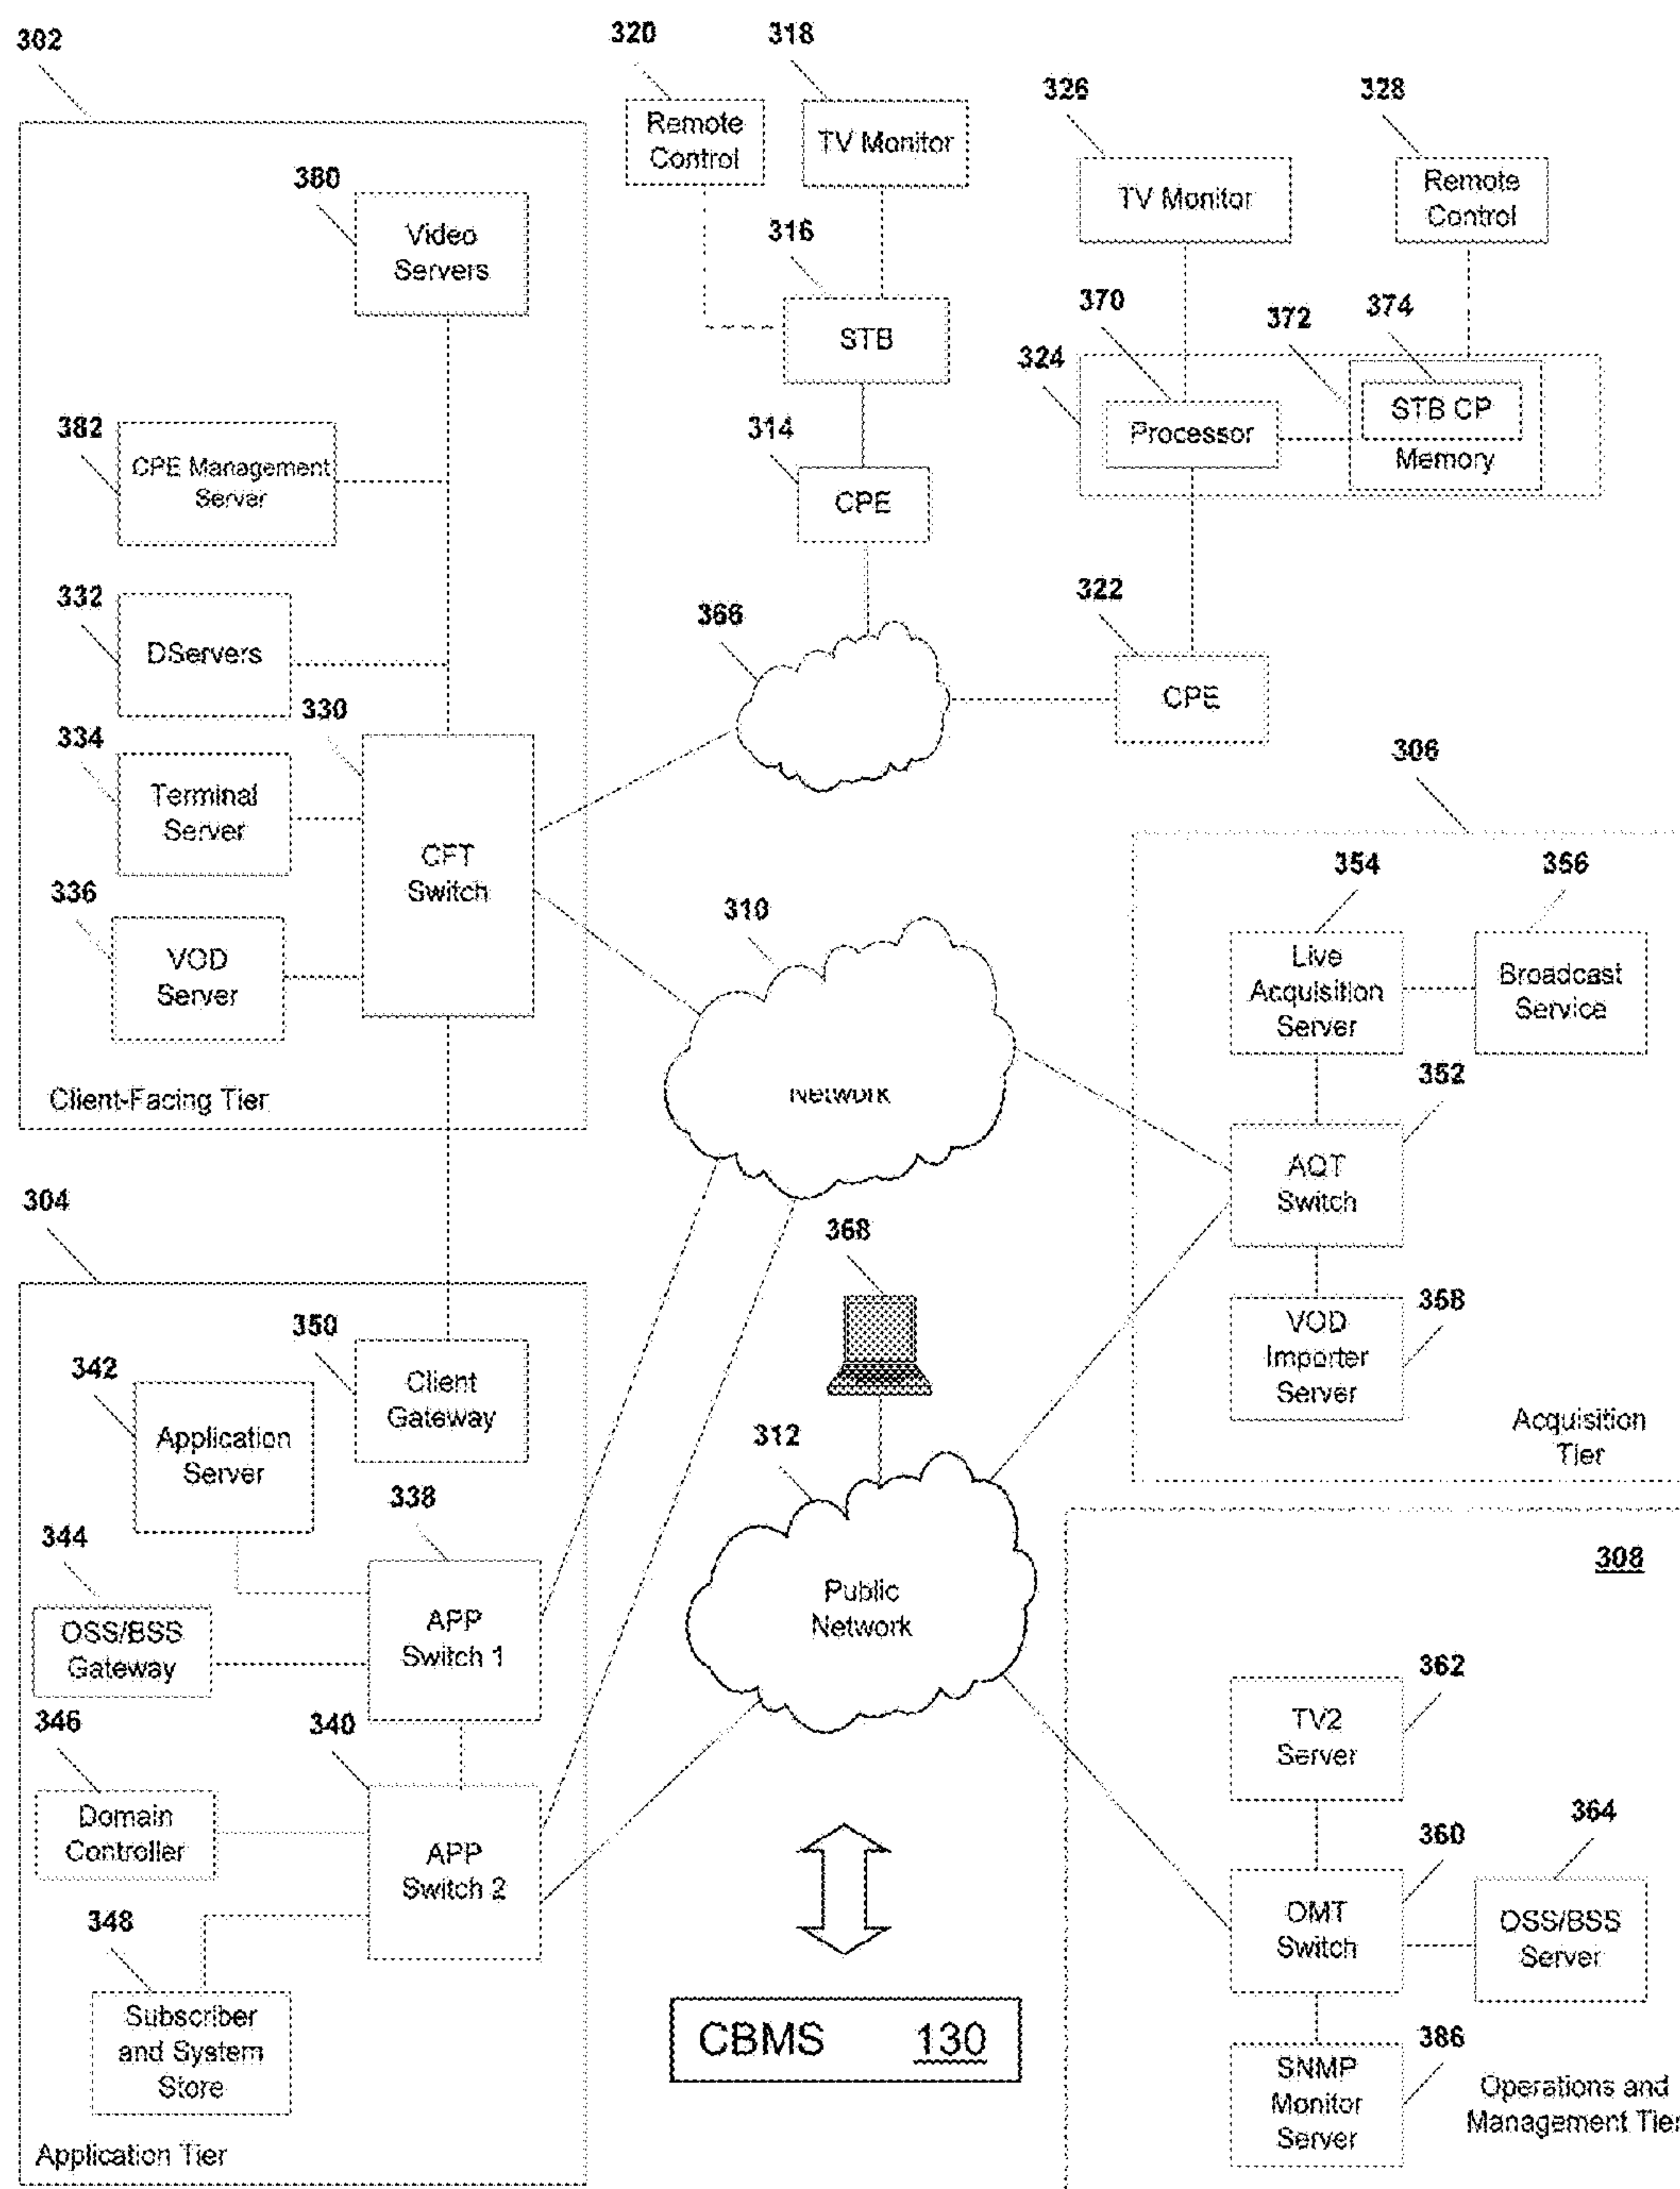 302
320
318
326
328
Remote
Control
TV Monitor
TV Monitor
Remote
Control
380
Video
Servers
316
STB
370
372
374
324
Processor
STB CP
Memory
382
CPE Management
Server
314
CPE
332
DServers
366
322
CPE
330
334
Terminal
Server
CFT
Switch
336
VOD
Server
Client-Facing Tier
310
Network
306
354
356
Live
Acquisition
Server
Broadcast
Service
352
AQT
Switch
358
VOD
Importer
Server
Acquisition
Tier
304
368
350
Client
Gateway
342
Application
Server
312
Public
Network
338
344
OSS/BSS
Gateway
APP
Switch 1
346
340
Domain
Controller
APP
Switch 2
348
Subscriber
and System
Store
Application Tier
CBMS 130
308
362
TV2
Server
360
364
OMT
Switch
OSS/BSS
Server
386
SNMP
Monitor
Server
Operations and
Management Tier